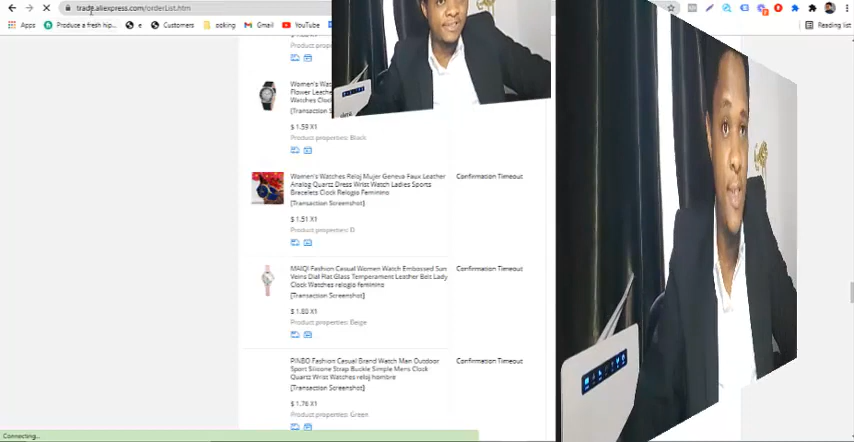 trade.aliexpress.com/orderList.htm
Apps
Produce a fresh hip...
e
Customers
ooking
Gmail
YouTube
Reading list
Product prope
Women's Wat
Flower Leathe
Watches Cloc
[Transaction S
$ 1.59 X1
Product properties: Black
Women's Watches Reloj Mujer Geneva Faux Leather
Analog Quartz Dress Wrist Watch Ladies Sports
Bracelets Clock Relogio Feminino
[Transaction Screenshot]
$ 1.51 X1
Product properties: D
Confirmation Timeout
MAIQI Fashion Casual Women Watch Embossed Sun
Veins Dial Flat Glass Temperament Leather Belt Lady
Clock Watches relogio feminino
[Transaction Screenshot]
$ 1.80 X1
Product properties: Beige
Confirmation Timeout
PINBO Fashion Casual Brand Watch Man Outdoor
Sport Silicone Strap Buckle Simple Mens Clock
Quartz Wrist Watches reloj hombre
[Transaction Screenshot]
$ 1.76 X1
Product properties: Green
Confirmation Timeout
Connecting...